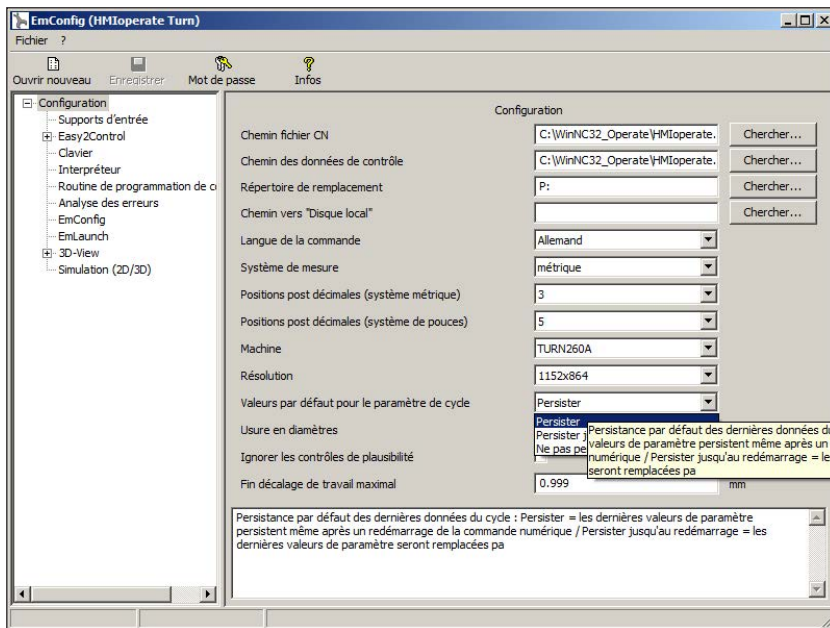 EmConfig (HMIoperate Turn)
Fichier ?
Ouvrir nouveau Enregistrer Mot de passe Infos
Configuration
Supports d'entrée
Easy2Control
Clavier
Interpréteur
Routine de programmation de c
Analyse des erreurs
EmConfig
EmLaunch
3D-View
Simulation (2D/3D)
Configuration
Chemin fichier CN C:\WinNC32_Operate\HMIoperate. Chercher...
Chemin des données de contrôle C:\WinNC32_Operate\HMIoperate. Chercher...
Répertoire de remplacement P: Chercher...
Chemin vers "Disque local" Chercher...
Langue de la commande Allemand
Système de mesure métrique
Positions post décimales (système métrique) 3
Positions post décimales (système de pouces) 5
Machine TURN260A
Résolution 1152x864
Valeurs par défaut pour le paramètre de cycle Persister
Usure en diamètres
Ignorer les contrôles de plausibilité
Fin décalage de travail maximal 0.999 mm
Persister
Persister j
Ne pas pe
Persistance par défaut des dernières données d
valeurs de paramètre persistent même après un
numérique / Persister jusqu'au redémarrage = le
seront remplacées pa
Persistance par défaut des dernières données du cycle : Persister = les dernières valeurs de paramètre
persistent même après un redémarrage de la commande numérique / Persister jusqu'au redémarrage = les
dernières valeurs de paramètre seront remplacées pa